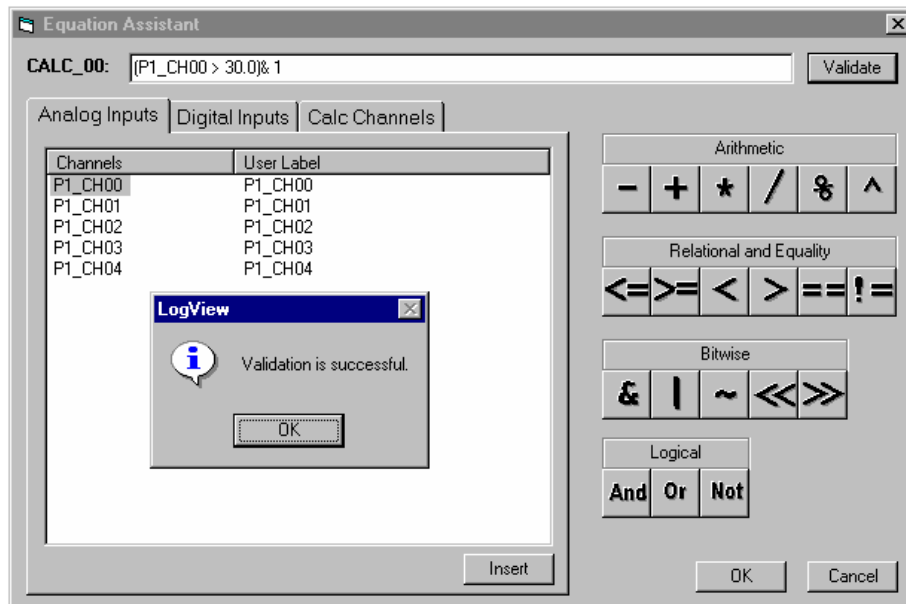 Equation Assistant
CALC_00: (P1_CH00 > 30.0)& 1 Validate
Analog Inputs Digital Inputs Calc Channels
Channels User Label
P1_CH00 P1_CH00
P1_CH01 P1_CH01
P1_CH02 P1_CH02
P1_CH03 P1_CH03
P1_CH04 P1_CH04
LogView
Validation is successful.
OK
Insert
Arithmetic
- + * / % ^
Relational and Equality
<= >= < > == !=
Bitwise
& | ~ << >>
Logical
And Or Not
OK Cancel